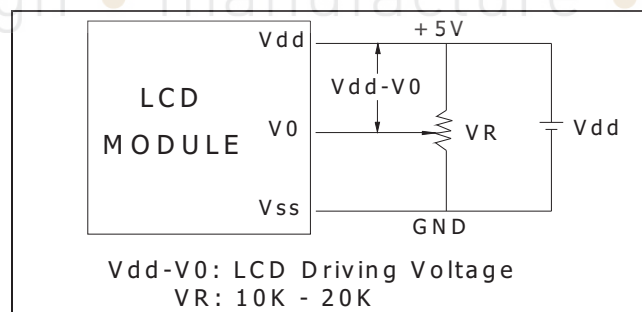 manufacture
Vdd
+5V
Vdd-V0
LCD
MODULE
V0
VR
Vdd
Vss
GND
Vdd-V0: LCD Driving Voltage
VR: 10K - 20K